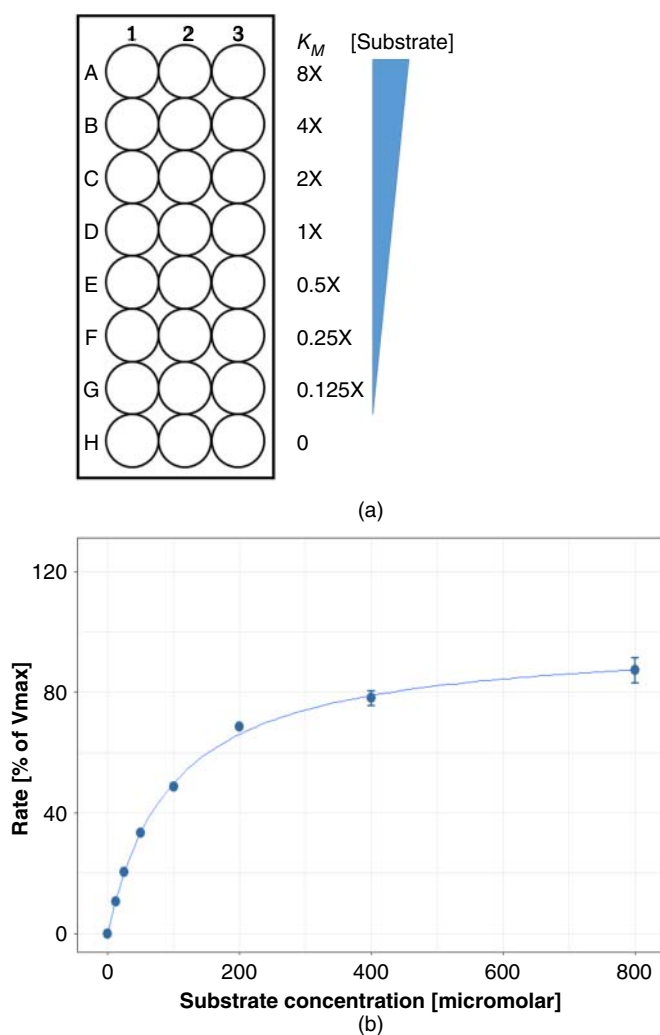 1 2 3 K_M [Substrate]
A 8X
B 4X
C 2X
D 1X
E 0.5X
F 0.25X
G 0.125X
H 0
(a)
120
80
40
0
0 200 400 600 800
Rate [% of Vmax]
Substrate concentration [micromolar]
(b)